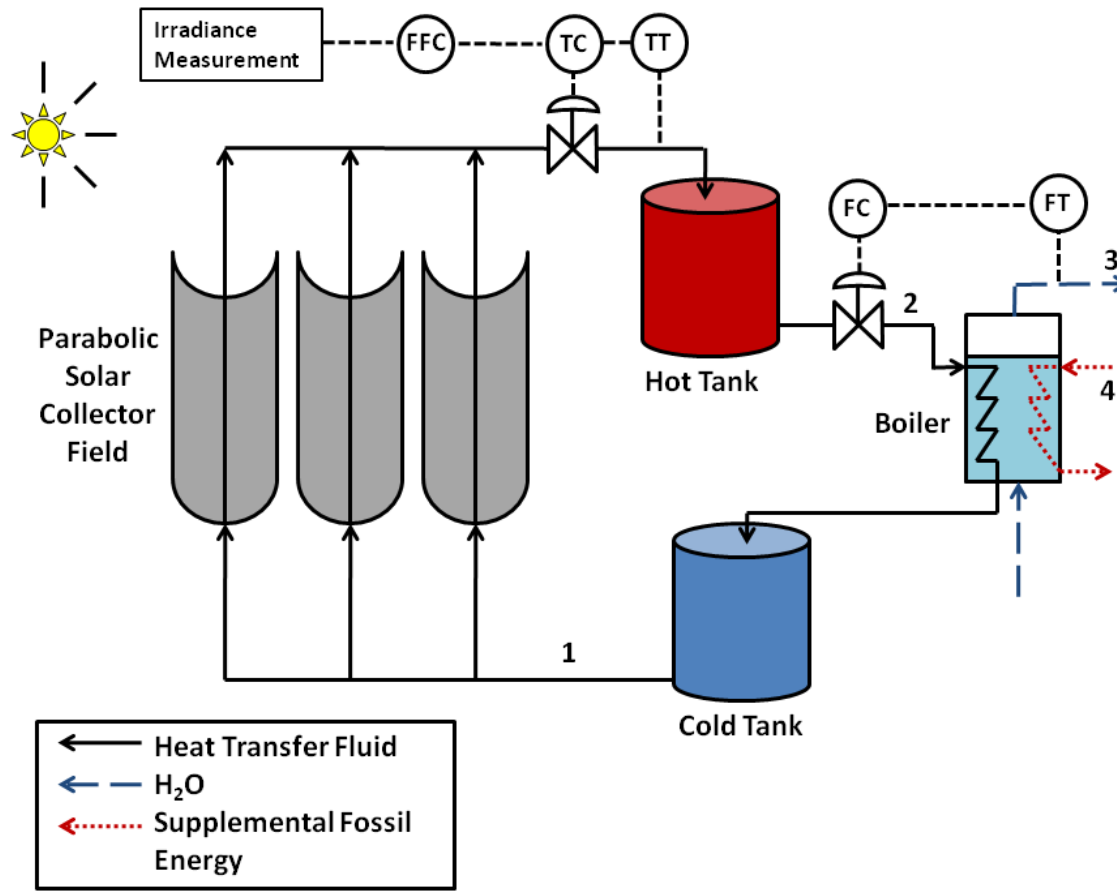 Irradiance
Measurement
FFC
TC
TT
FC
FT
3
2
4
Parabolic
Solar
Collector
Field
Hot Tank
Boiler
1
Cold Tank
Heat Transfer Fluid
H₂O
Supplemental Fossil
Energy